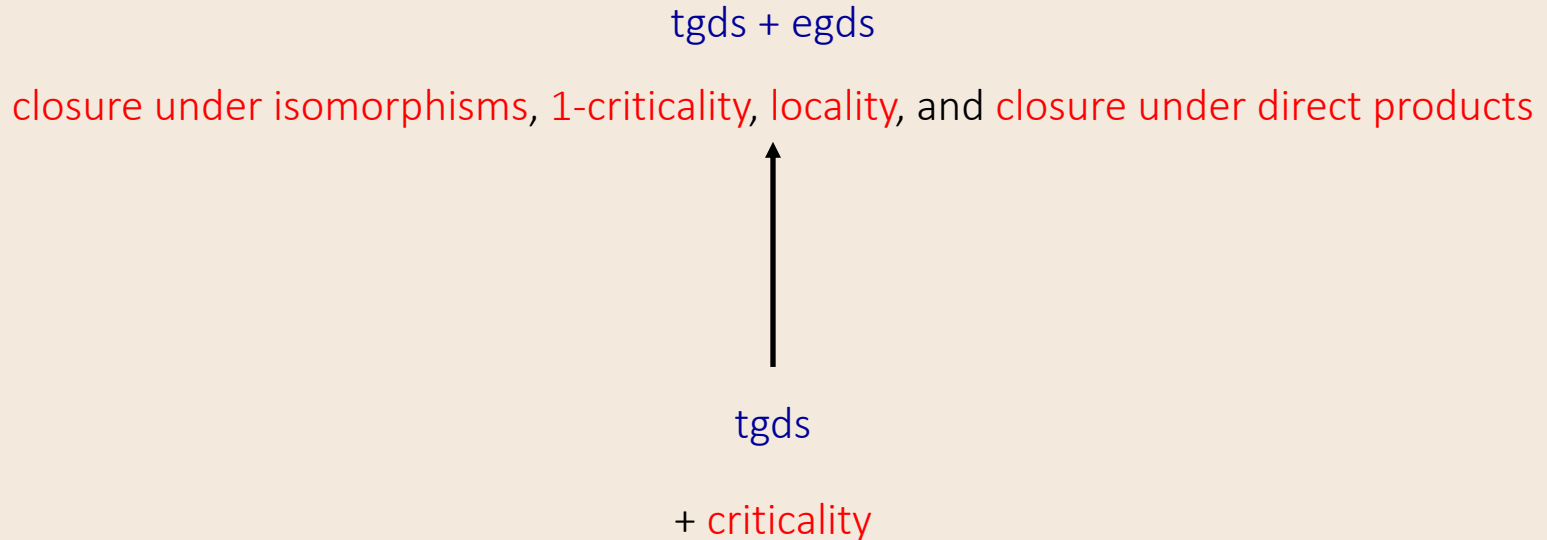 tgds + egds
closure under isomorphisms, 1-criticality, locality, and closure under direct products
tgds
+ criticality